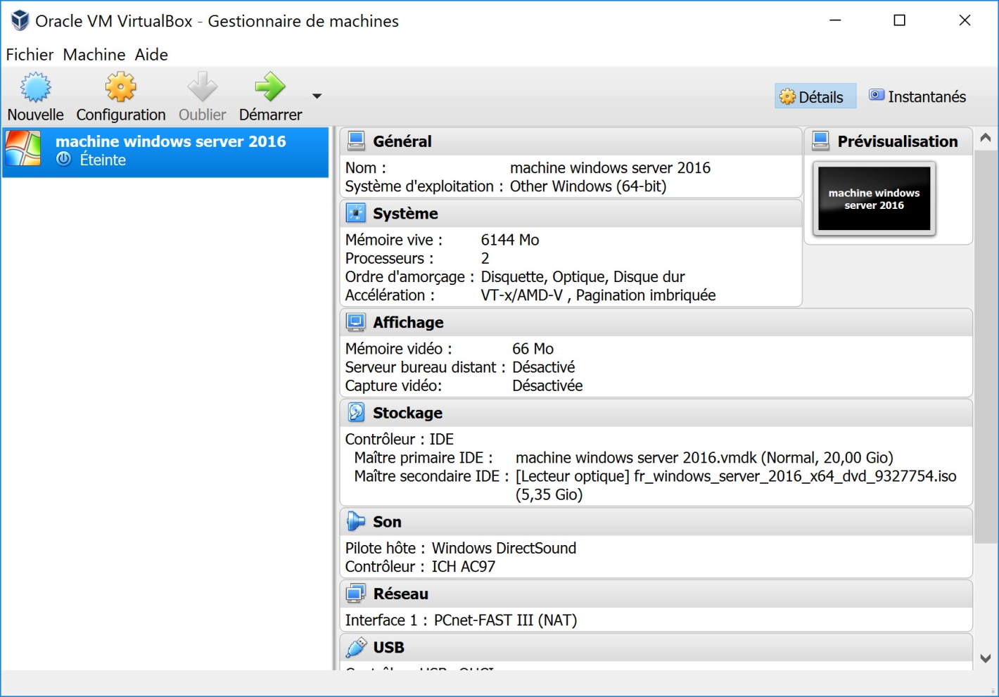 Oracle VM VirtualBox - Gestionnaire de machines
Fichier Machine Aide
Nouvelle Configuration Oublier Démarrer
Détails Instantanés
machine windows server 2016
Éteinte
Général
Nom : machine windows server 2016
Système d'exploitation : Other Windows (64-bit)
Prévisualisation
machine windows
server 2016
Système
Mémoire vive : 6144 Mo
Processeurs : 2
Ordre d'amorçage : Disquette, Optique, Disque dur
Accélération : VT-x/AMD-V , Pagination imbriquée
Affichage
Mémoire vidéo : 66 Mo
Serveur bureau distant : Désactivé
Capture vidéo: Désactivée
Stockage
Contrôleur : IDE
Maître primaire IDE : machine windows server 2016.vmdk (Normal, 20,00 Gio)
Maître secondaire IDE : [Lecteur optique] fr_windows_server_2016_x64_dvd_9327754.iso
(5,35 Gio)
Son
Pilote hôte : Windows DirectSound
Contrôleur : ICH AC97
Réseau
Interface 1 : PCnet-FAST III (NAT)
USB